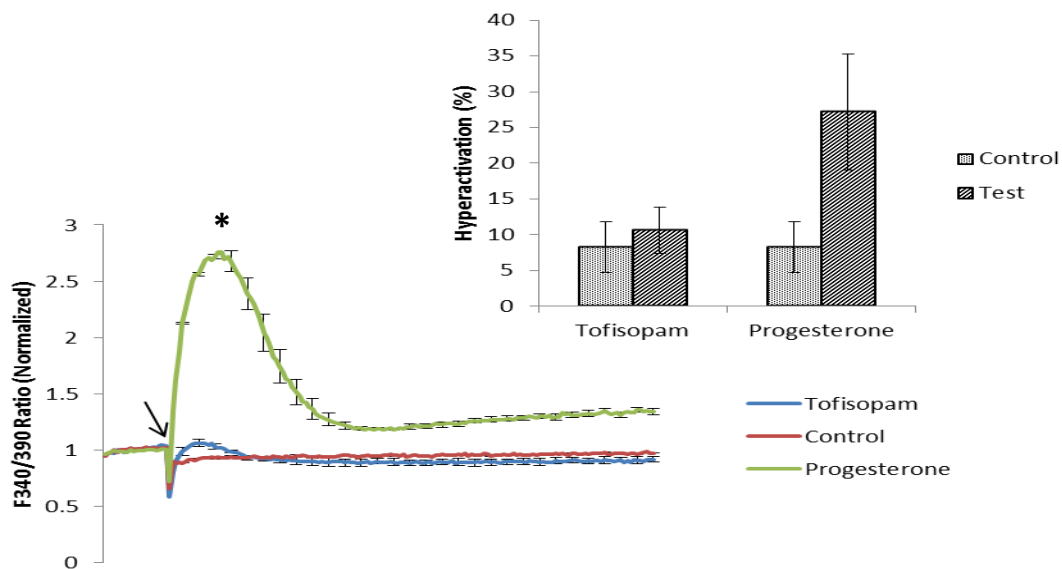 40
35
30
25
20
15
10
5
0
Hyperactivation (%)
Tofisopam Progesterone
Control
Test
3
2.5
2
1.5
1
0.5
0
F340/390 Ratio (Normalized)
*
Tofisopam
Control
Progesterone